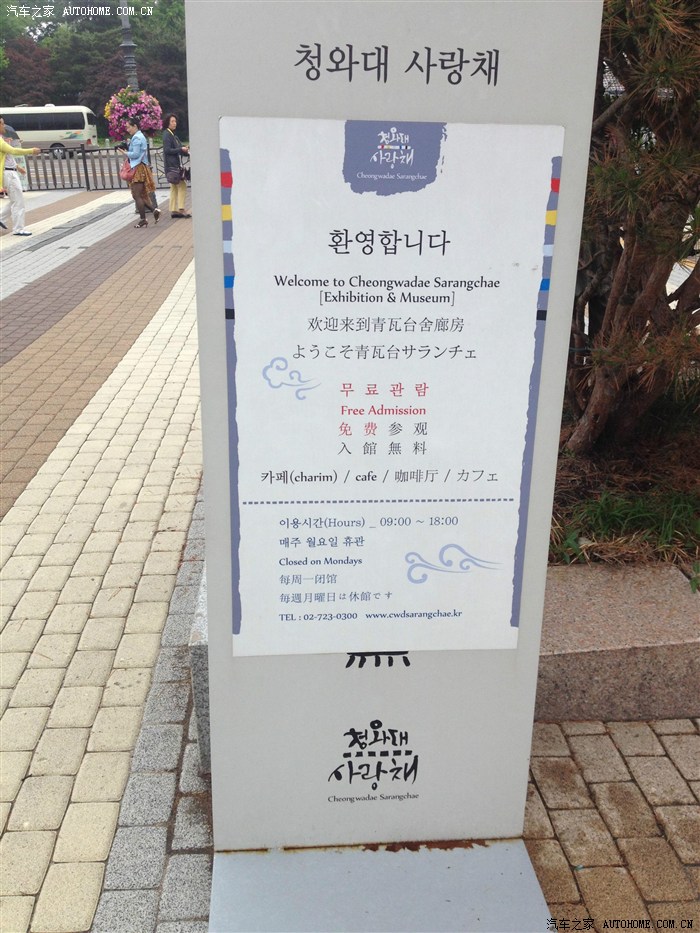 汽车之家 AUTOHOME.COM.CN
청와대 사랑채
청와대
사랑채
Cheongwadae Sarangchae
환영합니다
Welcome to Cheongwadae Sarangchae
[Exhibition & Museum]
欢迎来到青瓦台舍廊房
ようこそ青瓦台サランチェ
무료관람
Free Admission
免费参观
入館無料
카페(charim) / cafe / 咖啡厅 / カフェ
이용시간(Hours) _ 09:00 ~ 18:00
매주 월요일 휴관
Closed on Mondays
每周一闭馆
毎週月曜日は休館です
TEL : 02-723-0300 www.cwdsarangchae.kr
청와대
사랑채
Cheongwadae Sarangchae
汽车之家 AUTOHOME.COM.CN